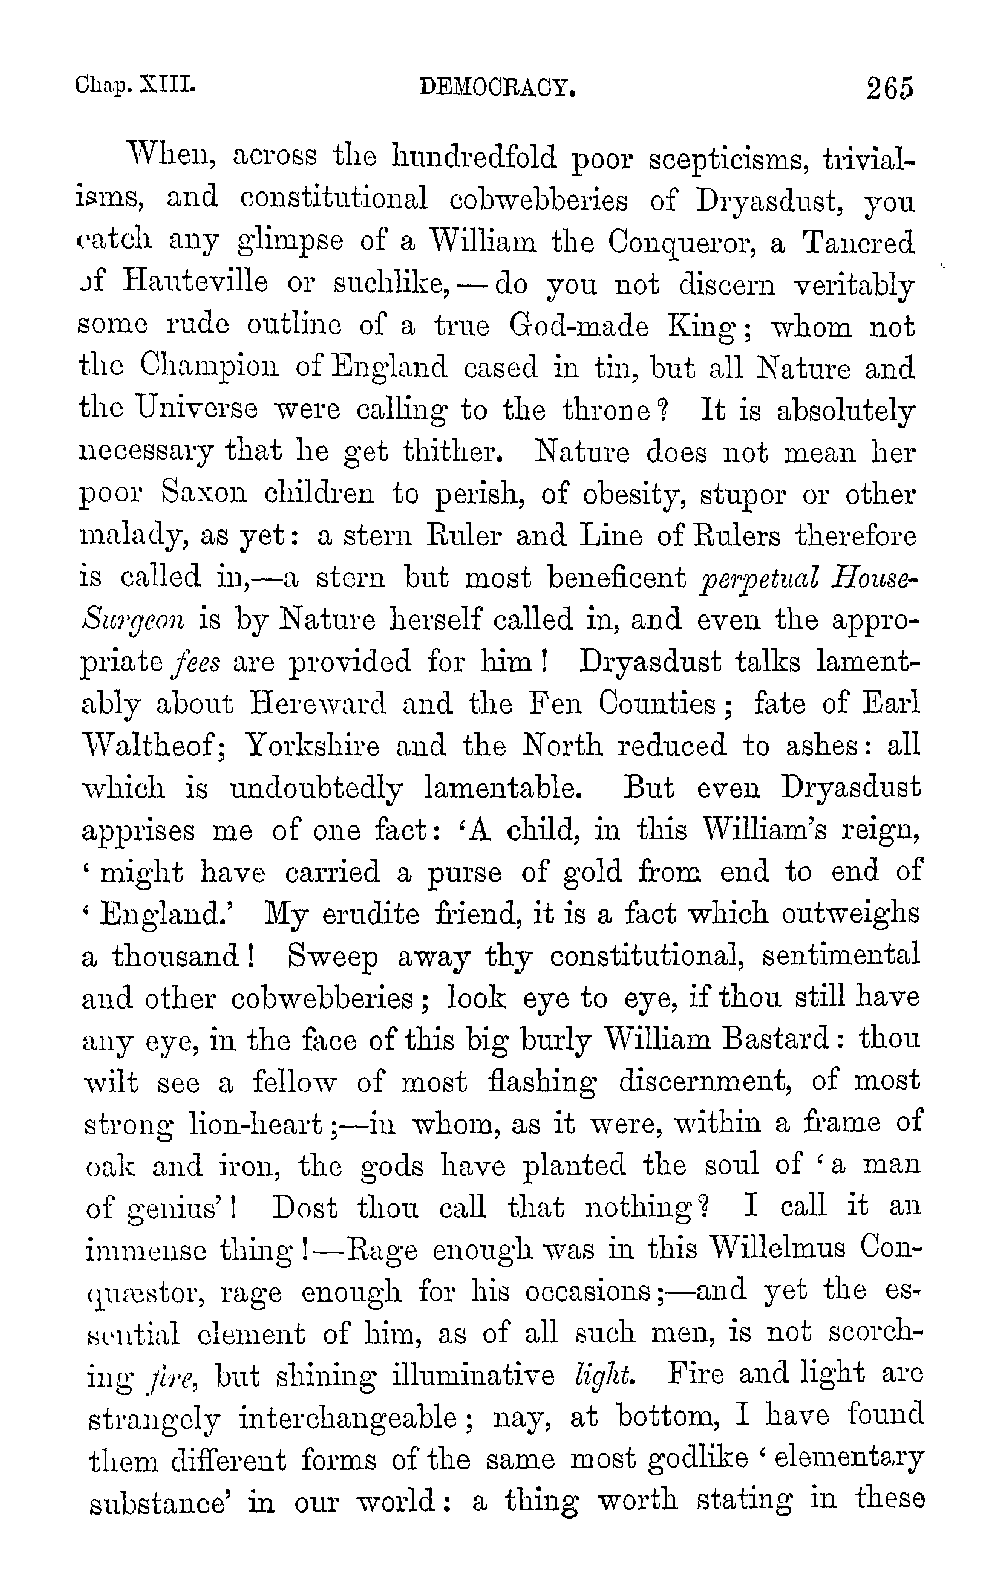 Chap. XIII. DEMOCRACY. 265
When, across the hundredfold poor scepticisms, trivial-
isms, and constitutional cobwebberies of Dryasdust, you
catch any glimpse of a William the Conqueror, a Tancred
of Hauteville or suchlike, — do you not discern veritably
some rude outline of a true God-made King; whom not
the Champion of England cased in tin, but all Nature and
the Universe were calling to the throne? It is absolutely
necessary that he get thither. Nature does not mean her
poor Saxon children to perish, of obesity, stupor or other
malady, as yet: a stern Ruler and Line of Rulers therefore
is called in,—a stern but most beneficent perpetual House-
Surgeon is by Nature herself called in, and even the appro-
priate fees are provided for him! Dryasdust talks lament-
ably about Hereward and the Fen Counties; fate of Earl
Waltheof; Yorkshire and the North reduced to ashes: all
which is undoubtedly lamentable. But even Dryasdust
apprises me of one fact: ‘A child, in this William’s reign,
‘ might have carried a purse of gold from end to end of
‘ England.’ My erudite friend, it is a fact which outweighs
a thousand! Sweep away thy constitutional, sentimental
and other cobwebberies; look eye to eye, if thou still have
any eye, in the face of this big burly William Bastard: thou
wilt see a fellow of most flashing discernment, of most
strong lion-heart;—in whom, as it were, within a frame of
oak and iron, the gods have planted the soul of ‘a man
of genius’! Dost thou call that nothing? I call it an
immense thing!—Rage enough was in this Willelmus Con-
quæstor, rage enough for his occasions;—and yet the es-
sential element of him, as of all such men, is not scorch-
ing fire, but shining illuminative light. Fire and light are
strangely interchangeable; nay, at bottom, I have found
them different forms of the same most godlike ‘ elementary
substance’ in our world: a thing worth stating in these